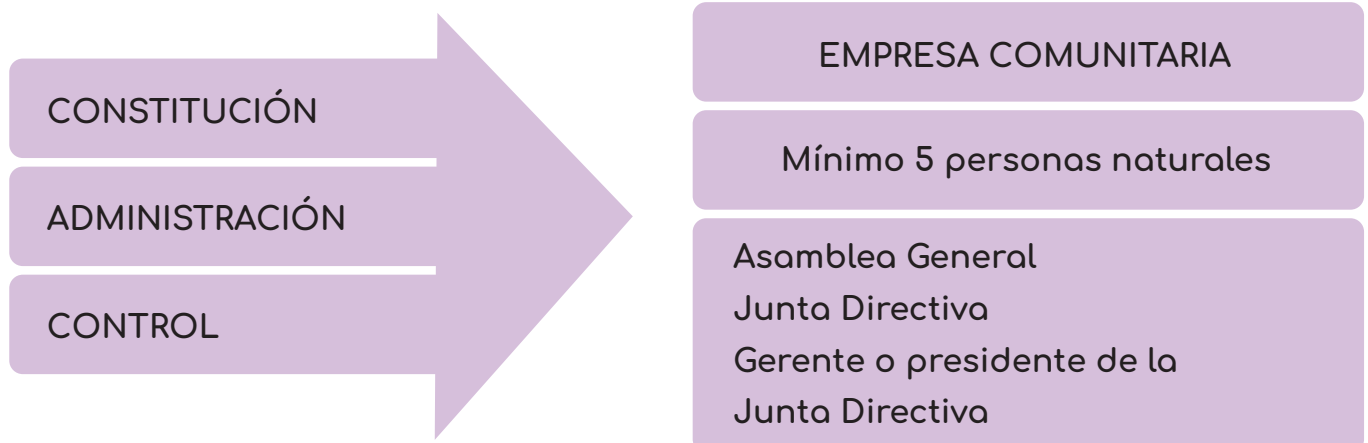 CONSTITUCIÓN
ADMINISTRACIÓN
CONTROL
EMPRESA COMUNITARIA
Mínimo 5 personas naturales
Asamblea General
Junta Directiva
Gerente o presidente de la
Junta Directiva